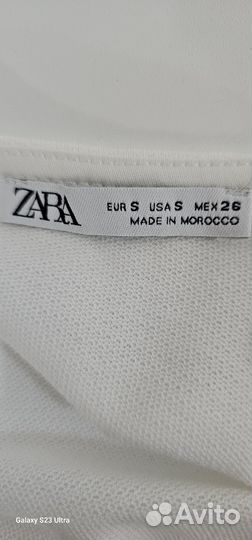 ZARA
EUR S USA S MEX 26
MADE IN MOROCCO
Galaxy S23 Ultra
Avito